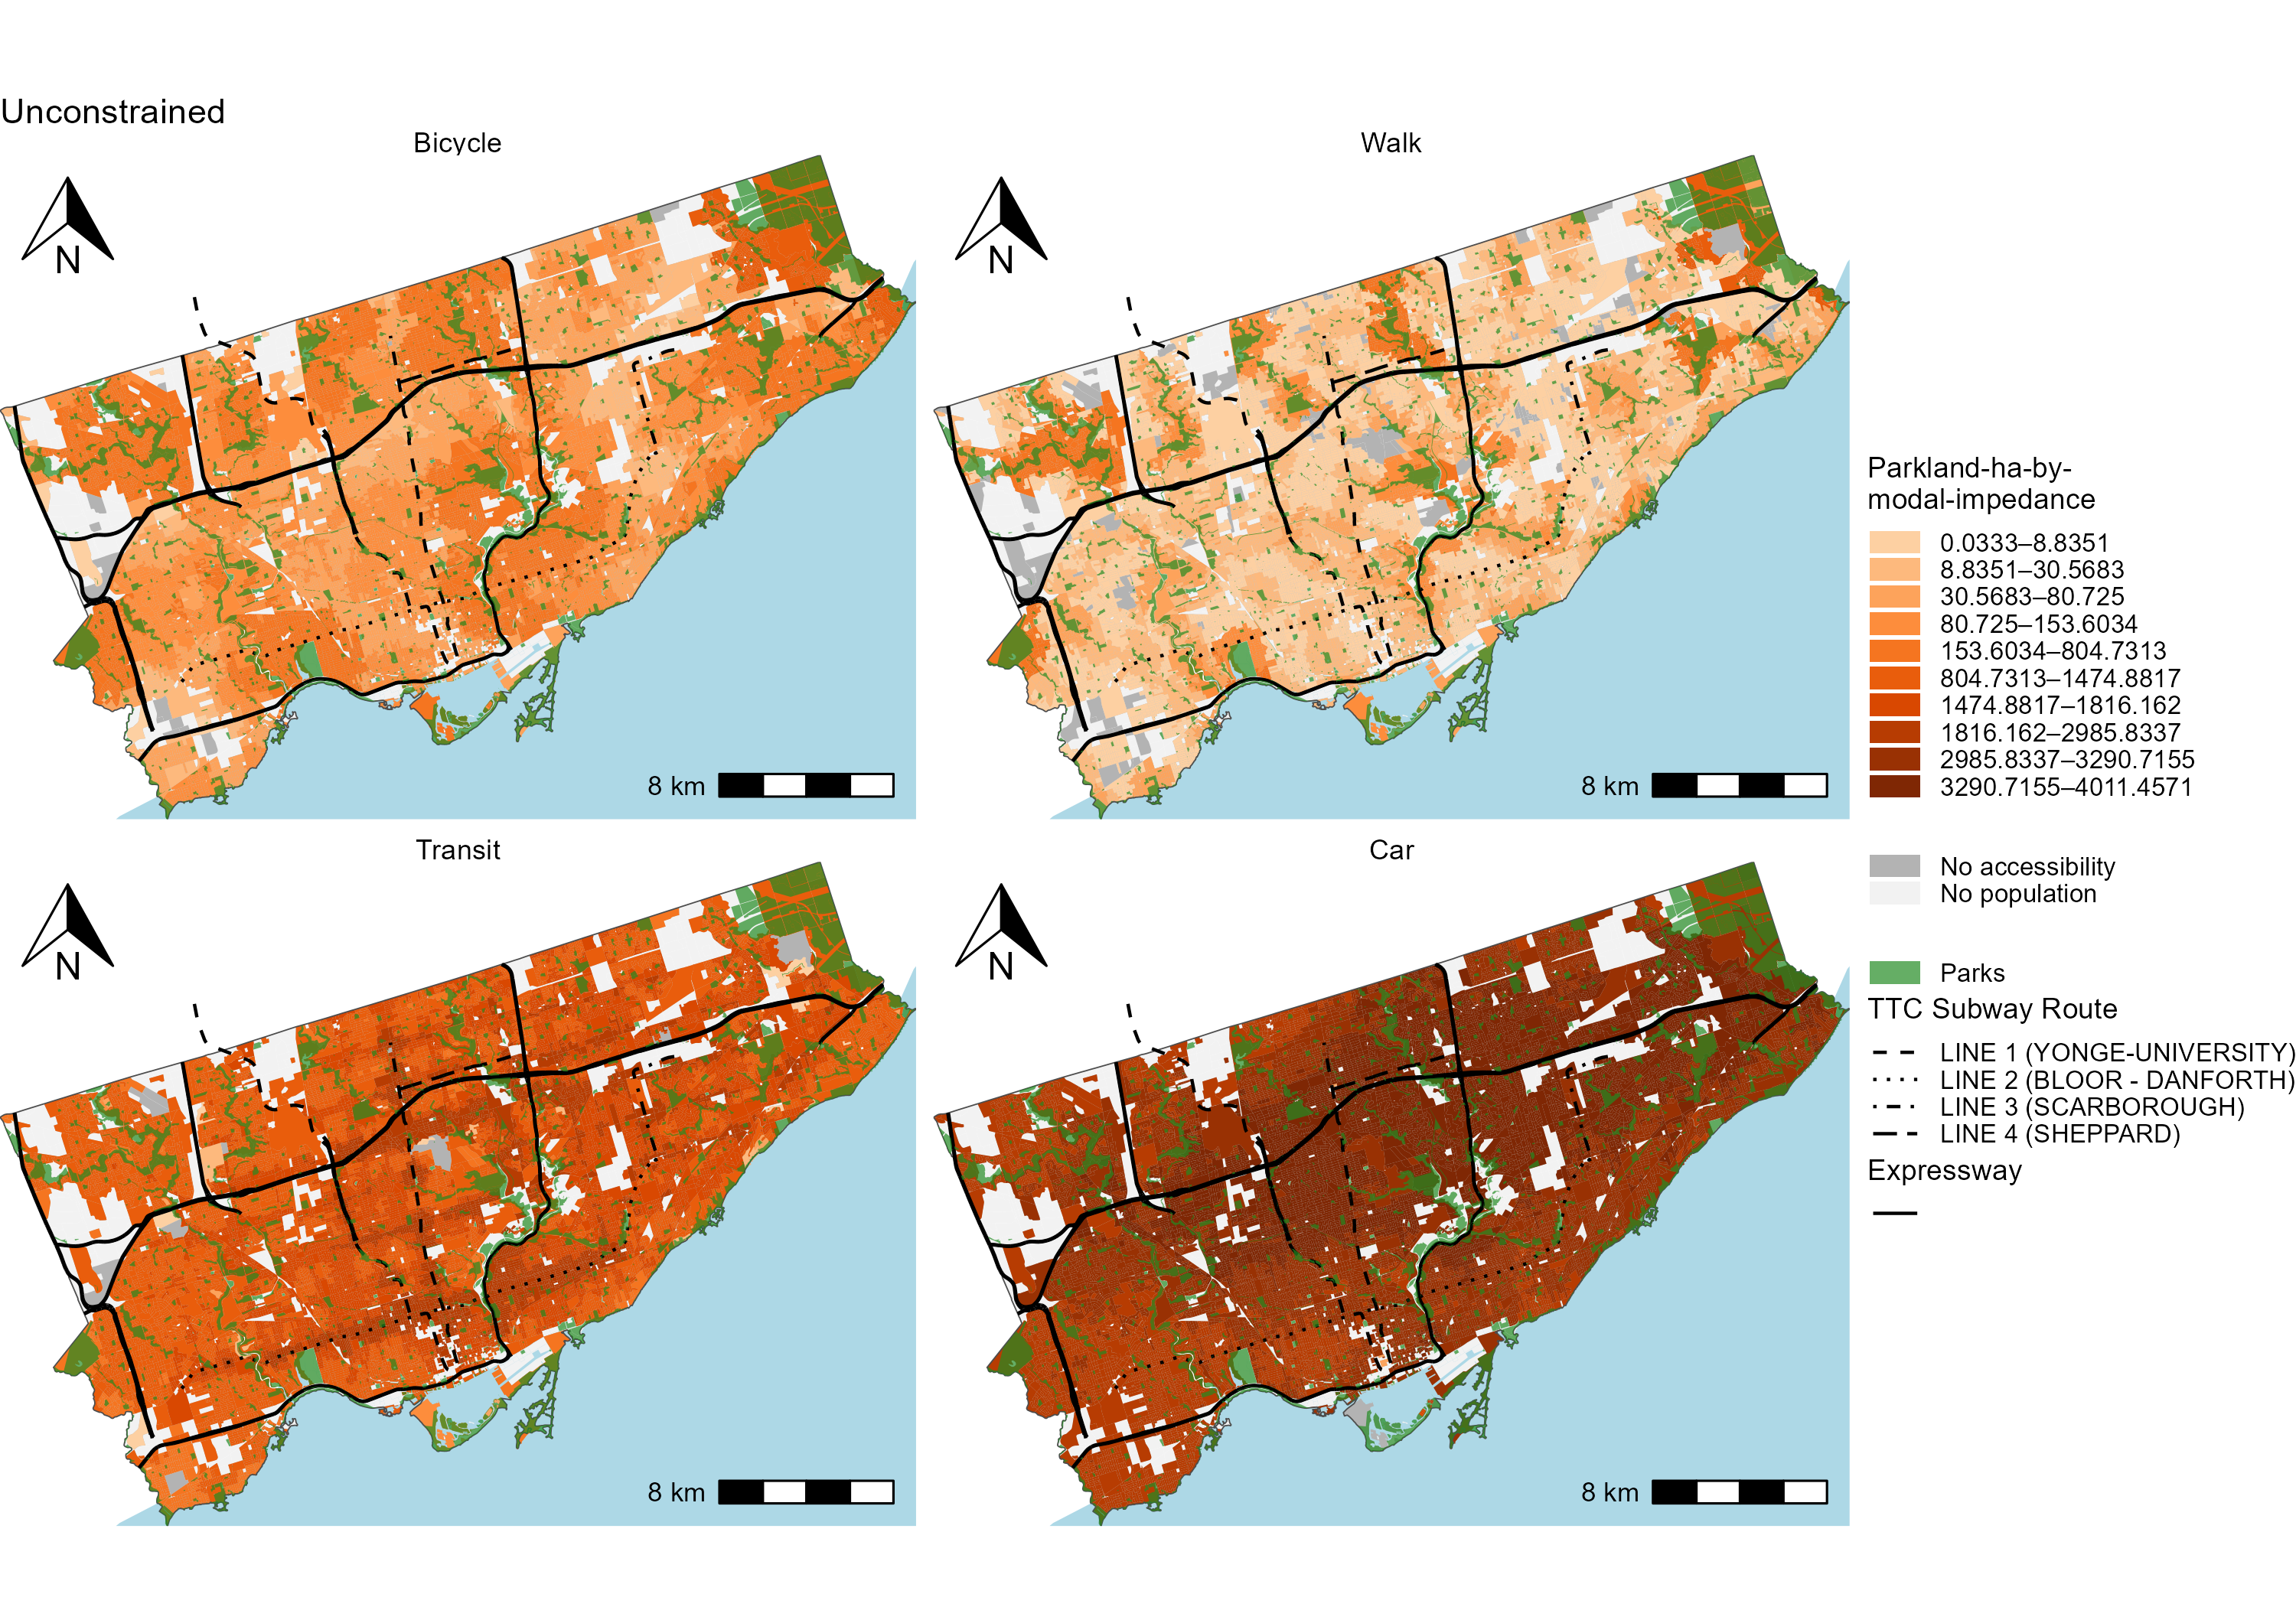 Unconstrained
Bicycle
Walk
N
N
8 km
8 km
Transit
Car
N
N
8 km
8 km
Parkland-ha-by-
modal-impedance
0.0333–8.8351
8.8351–30.5683
30.5683–80.725
80.725–153.6034
153.6034–804.7313
804.7313–1474.8817
1474.8817–1816.162
1816.162–2985.8337
2985.8337–3290.7155
3290.7155–4011.4571
No accessibility
No population
Parks
TTC Subway Route
LINE 1 (YONGE-UNIVERSITY)
LINE 2 (BLOOR - DANFORTH)
LINE 3 (SCARBOROUGH)
LINE 4 (SHEPPARD)
Expressway